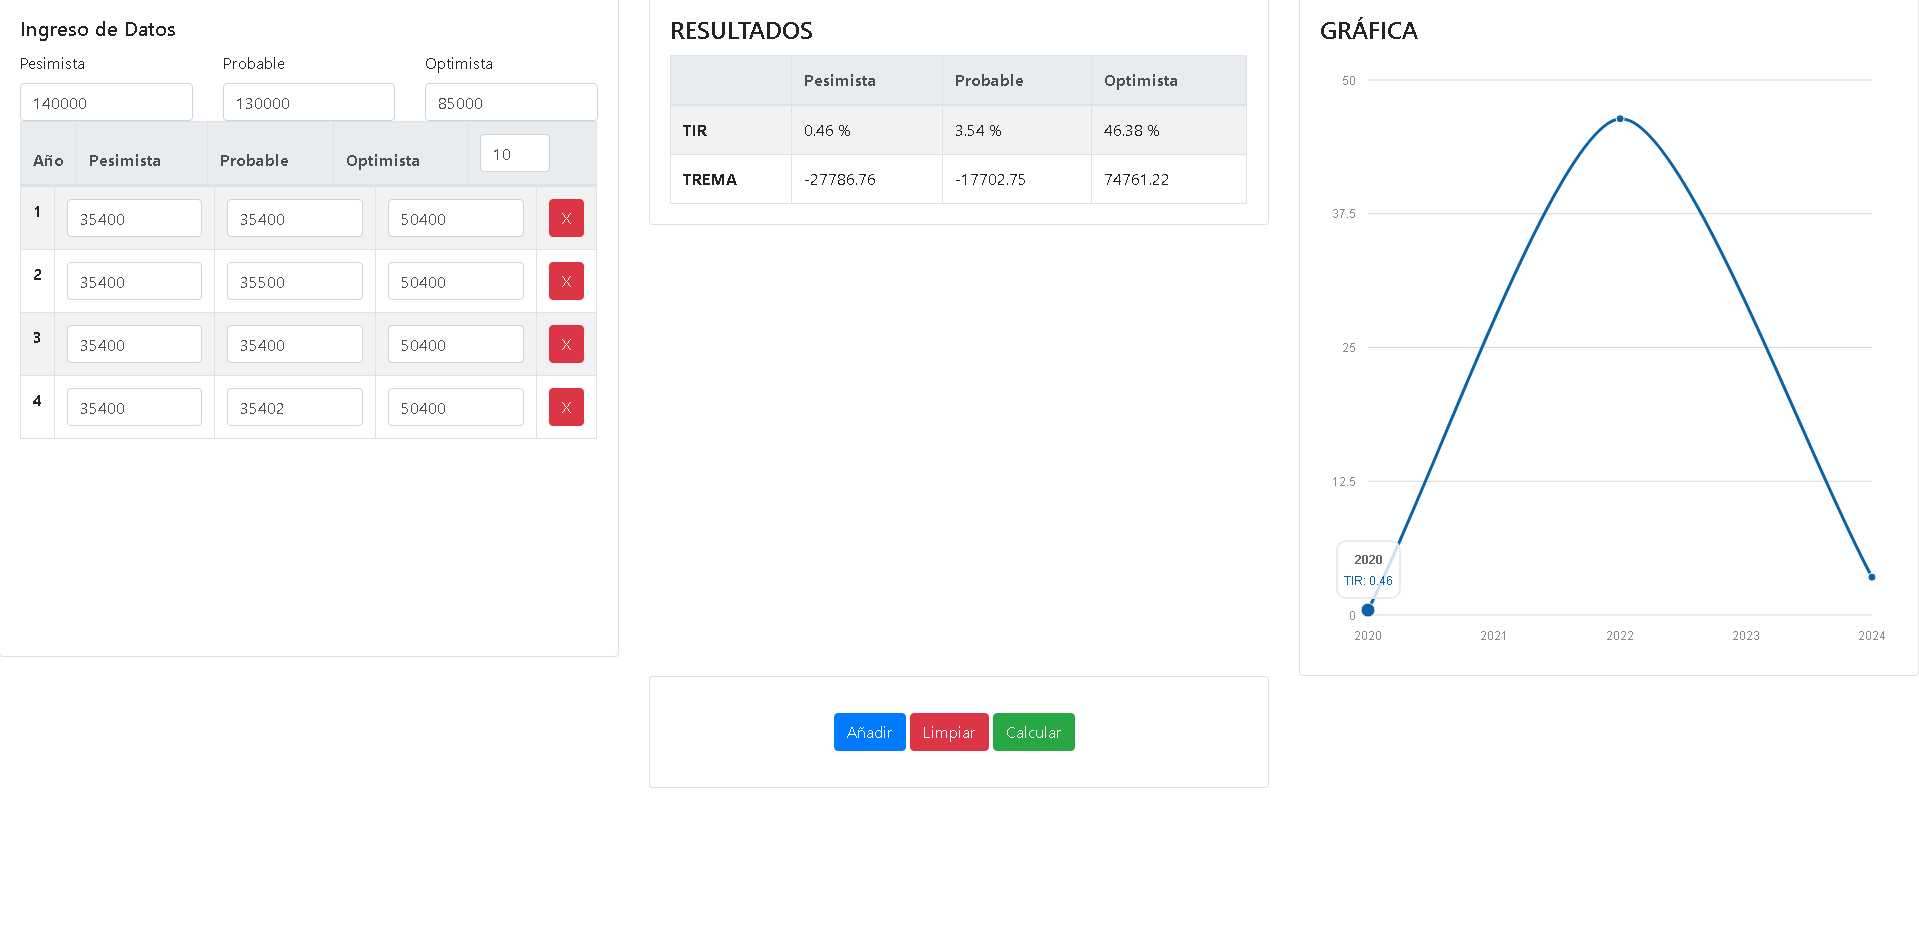 Ingreso de Datos
Pesimista Probable Optimista
140000 130000 85000
Año Pesimista Probable Optimista 10
1 35400 35400 50400 X
2 35400 35500 50400 X
3 35400 35400 50400 X
4 35400 35402 50400 X
RESULTADOS
Pesimista Probable Optimista
TIR 0.46 % 3.54 % 46.38 %
TREMA -27786.76 -17702.75 74761.22
Añadir Limpiar Calcular
GRÁFICA
50
37.5
25
12.5
2020
TIR: 0.46
0
2020 2021 2022 2023 2024